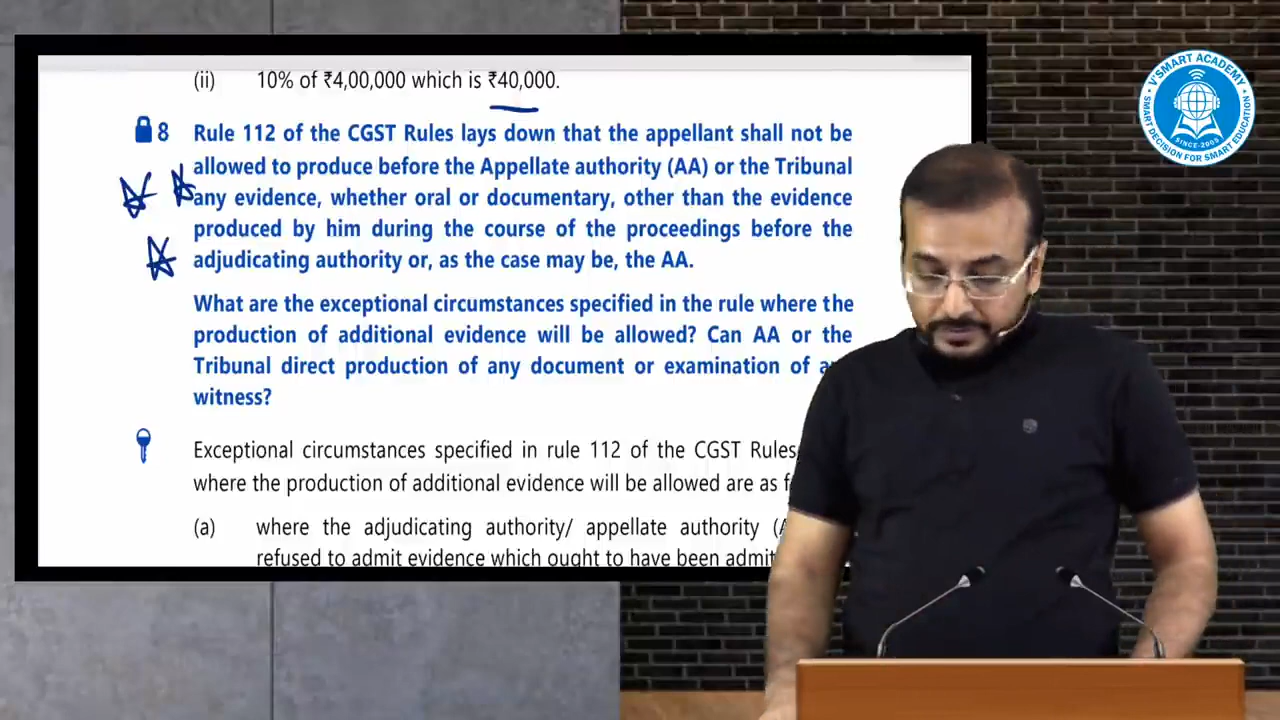 (ii) 10% of ₹4,00,000 which is ₹40,000.
8 Rule 112 of the CGST Rules lays down that the appellant shall not be
allowed to produce before the Appellate authority (AA) or the Tribunal
any evidence, whether oral or documentary, other than the evidence
produced by him during the course of the proceedings before the
adjudicating authority or, as the case may be, the AA.
What are the exceptional circumstances specified in the rule where the
production of additional evidence will be allowed? Can AA or the
Tribunal direct production of any document or examination of
witness?
Exceptional circumstances specified in rule 112 of the CGST Rules
where the production of additional evidence will be allowed are as
(a) where the adjudicating authority/ appellate authority
refused to admit evidence which ought to have been
V'SMART ACADEMY
SMART DECISION FOR SMART EDUCATION
SINCE-2009